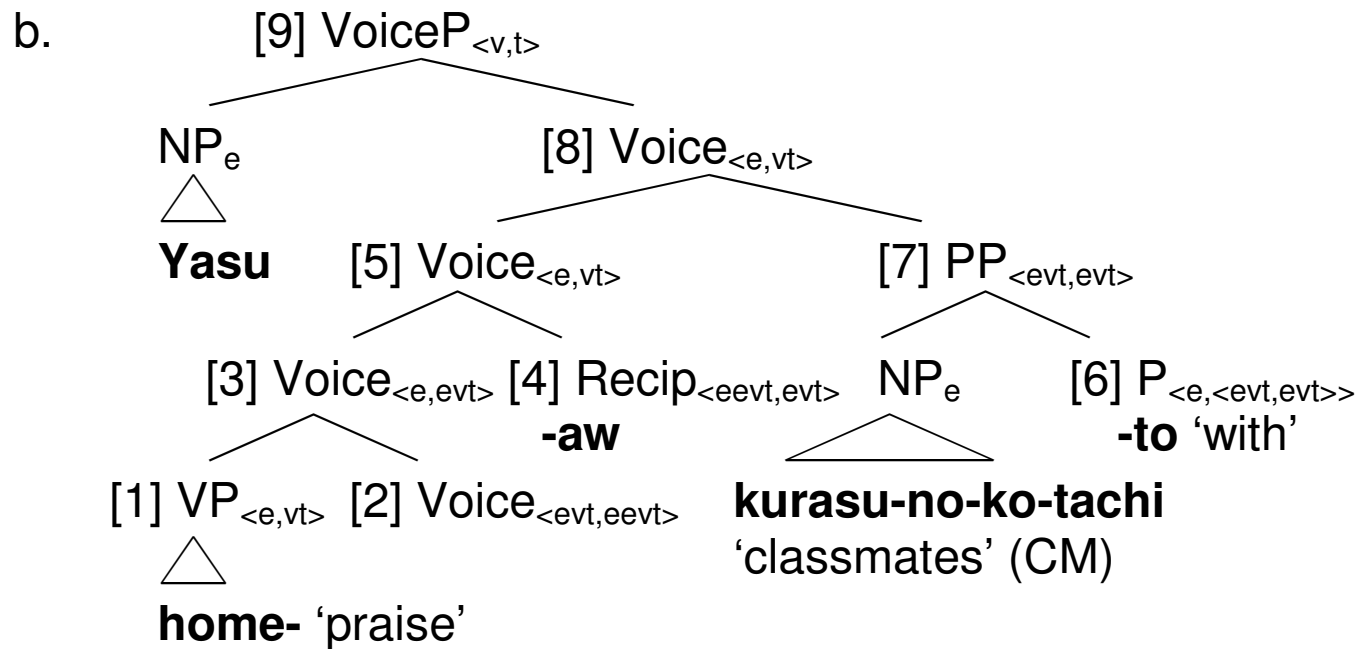 b. [9] VoiceP<v,t>
NPe [8] Voice<e,vt>
Yasu [5] Voice<e,vt> [7] PP<evt,evt>
[3] Voice<e,evt> [4] Recip<eevt,evt> NPe [6] P<e,<evt,evt>>
-aw -to ‘with’
[1] VP<e,vt> [2] Voice<evt,eevt> kurasu-no-ko-tachi
‘classmates’ (CM)
home- ‘praise’